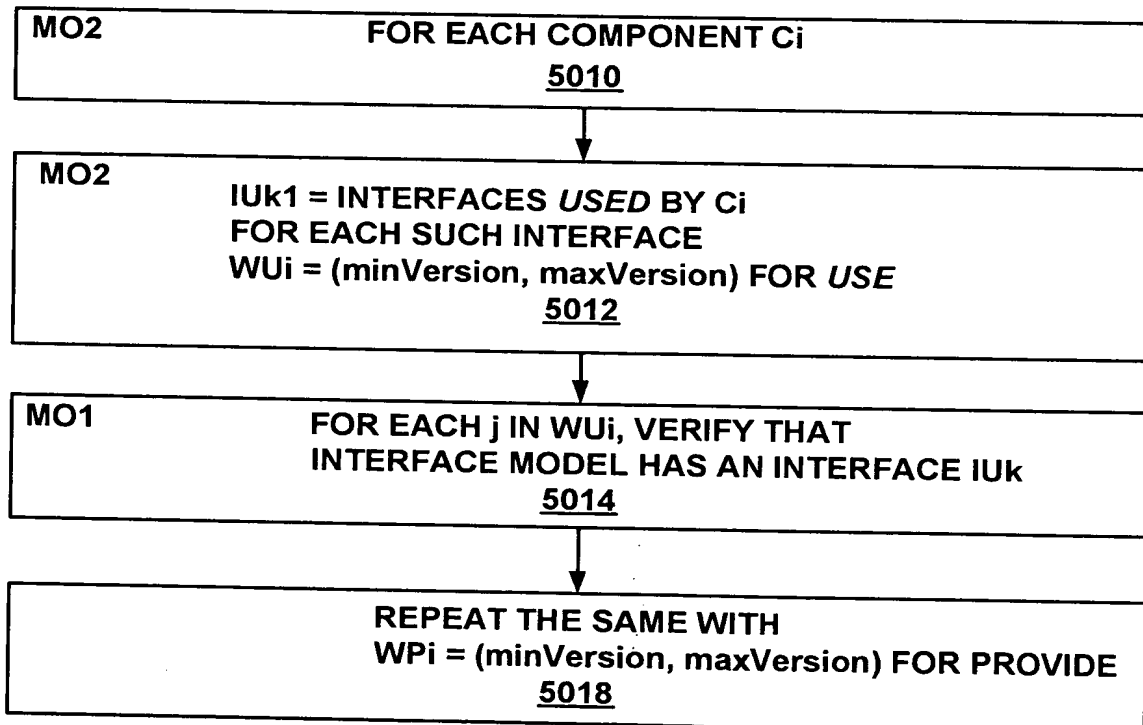 MO2 FOR EACH COMPONENT Ci
5010
MO2
IUk1 = INTERFACES USED BY Ci
FOR EACH SUCH INTERFACE
WUi = (minVersion, maxVersion) FOR USE
5012
MO1 FOR EACH j IN WUi, VERIFY THAT
INTERFACE MODEL HAS AN INTERFACE IUk
5014
REPEAT THE SAME WITH
WPi = (minVersion, maxVersion) FOR PROVIDE
5018